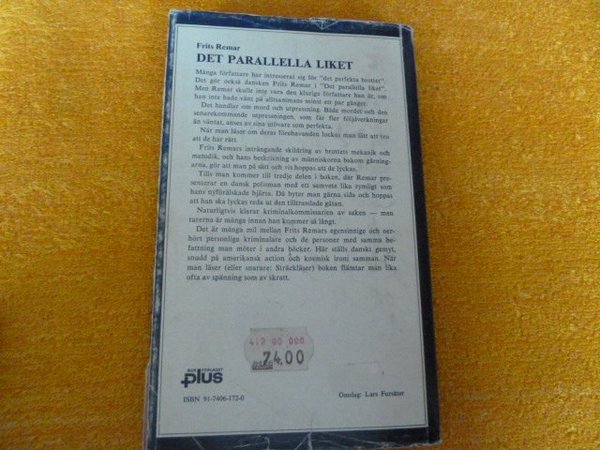 Frits Remar
DET PARALLELLA LIKET
Många författare har intresserat sig för "det perfekta brottet".
Det gör också dansken Frits Remar i "Det parallella liket".
Men Remar skulle inte vara den klurige författare han är, om
han inte hade vänt på alltsammans minst ett par gånger.
Det handlar om mord och utpressning. Både mordet och den
senarekommande utpressningen, som får fler följdverkningar
än väntat, anses av sina utövare som perfekta.
När man läser om deras förehavanden lockas man lätt att tro
att de har rätt.
Frits Remars inträngande skildring av brottets mekanik och
metodik, och hans beskrivning av människorna bakom gärning-
arna, gör att man på sätt och vis hoppas att de lyckas.
Tills man kommer till tredje delen i boken, där Remar pre-
senterar en dansk polisman med ett samvete lika rymligt som
hans nyförälskade hjärta. Då byter man gärna sida och hoppas
att han ska lyckas reda ut den tilltrasslade gåtan.
Naturligtvis klarar kriminalkommissarien av saken — men
turerna är många innan han kommer så långt.
Det är många mil mellan Frits Remars egensinnige och oer-
hört personlige kriminalare och de personer med samma be-
fattning man möter i andra böcker. Här ställs danskt gemyt,
snudd på amerikansk action och kosmisk ironi samman. När
man läser (eller snarare: Sträckläser) boken flämtar man lika
ofta av spänning som av skratt.
412 00 000
74.00
BOKFÖRLAGET
plus
ISBN 91-7406-172-0
Omslag: Lars Fursäter